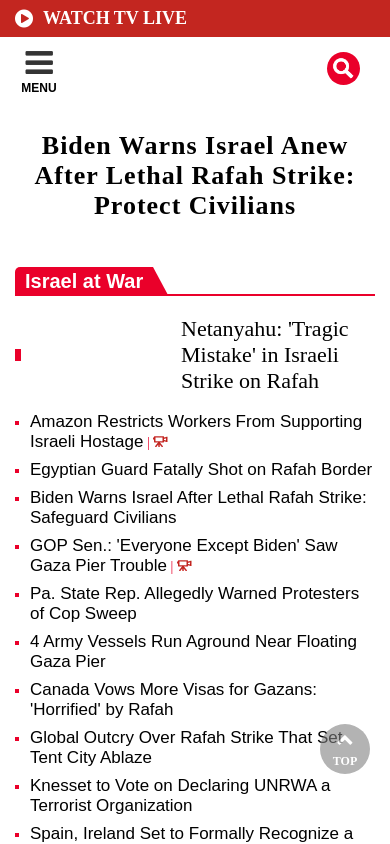 WATCH TV LIVE
MENU
Biden Warns Israel Anew
After Lethal Rafah Strike:
Protect Civilians
Israel at War
Netanyahu: 'Tragic
Mistake' in Israeli
Strike on Rafah
Amazon Restricts Workers From Supporting
Israeli Hostage |
Egyptian Guard Fatally Shot on Rafah Border
Biden Warns Israel After Lethal Rafah Strike:
Safeguard Civilians
GOP Sen.: 'Everyone Except Biden' Saw
Gaza Pier Trouble |
Pa. State Rep. Allegedly Warned Protesters
of Cop Sweep
4 Army Vessels Run Aground Near Floating
Gaza Pier
Canada Vows More Visas for Gazans:
'Horrified' by Rafah
Global Outcry Over Rafah Strike That Set
Tent City Ablaze
TOP
Knesset to Vote on Declaring UNRWA a
Terrorist Organization
Spain, Ireland Set to Formally Recognize a